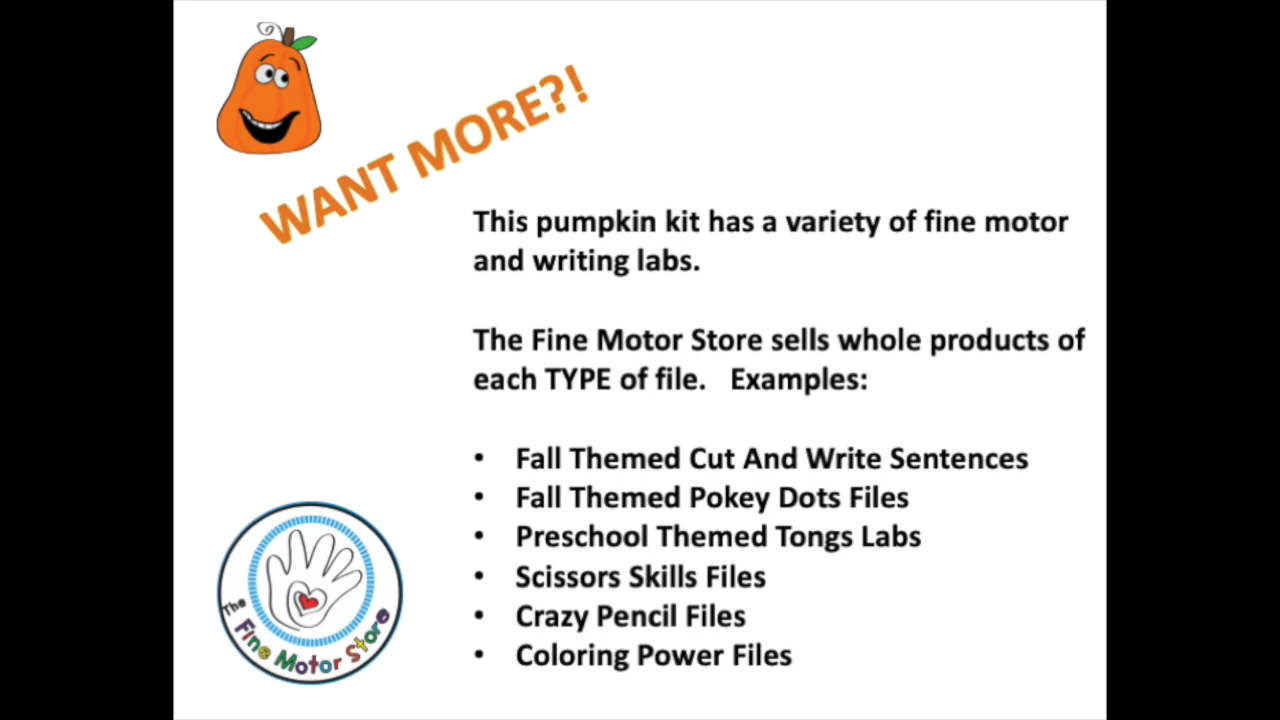 WANT MORE?!
This pumpkin kit has a variety of fine motor
and writing labs.
The Fine Motor Store sells whole products of
each TYPE of file. Examples:
• Fall Themed Cut And Write Sentences
• Fall Themed Pokey Dots Files
• Preschool Themed Tongs Labs
• Scissors Skills Files
• Crazy Pencil Files
• Coloring Power Files
The Fine Motor Store